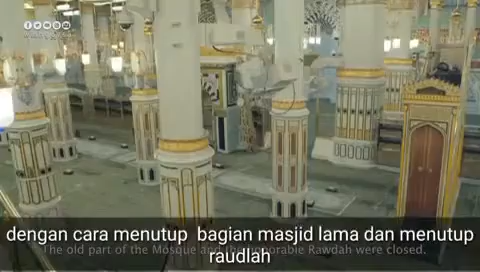 dengan cara menutup  bagian masjid lama dan menutup
raudlah
The old part of the Mosque and the honorable Rawdah were closed.